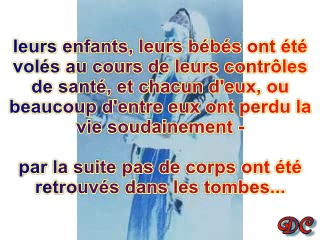 leurs enfants, leurs bébés ont été
volés au cours de leurs contrôles
de santé, et chacun d'eux, ou
beaucoup d'entre eux ont perdu la
vie soudainement -
par la suite pas de corps ont été
retrouvés dans les tombes...
DC